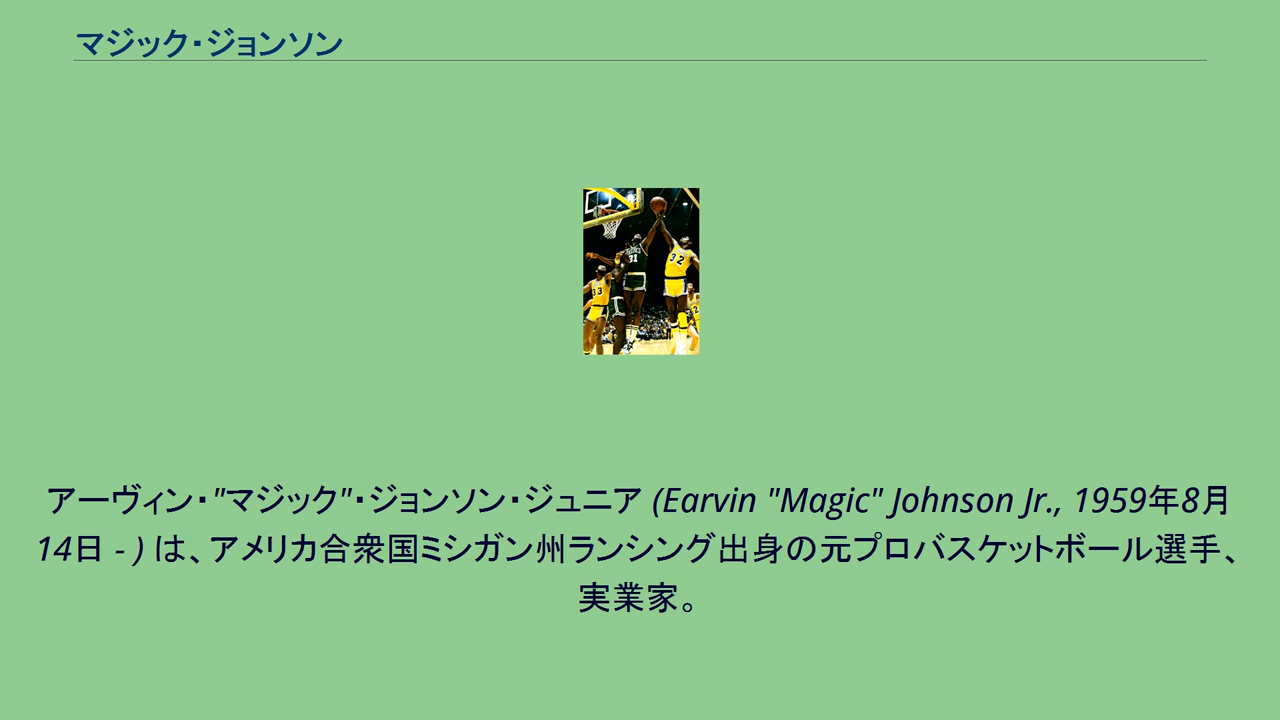 マジック・ジョンソン
31
32
33
アーヴィン・"マジック"・ジョンソン・ジュニア (Earvin "Magic" Johnson Jr., 1959年8月
14日 - ) は、アメリカ合衆国ミシガン州ランシング出身の元プロバスケットボール選手、
実業家。